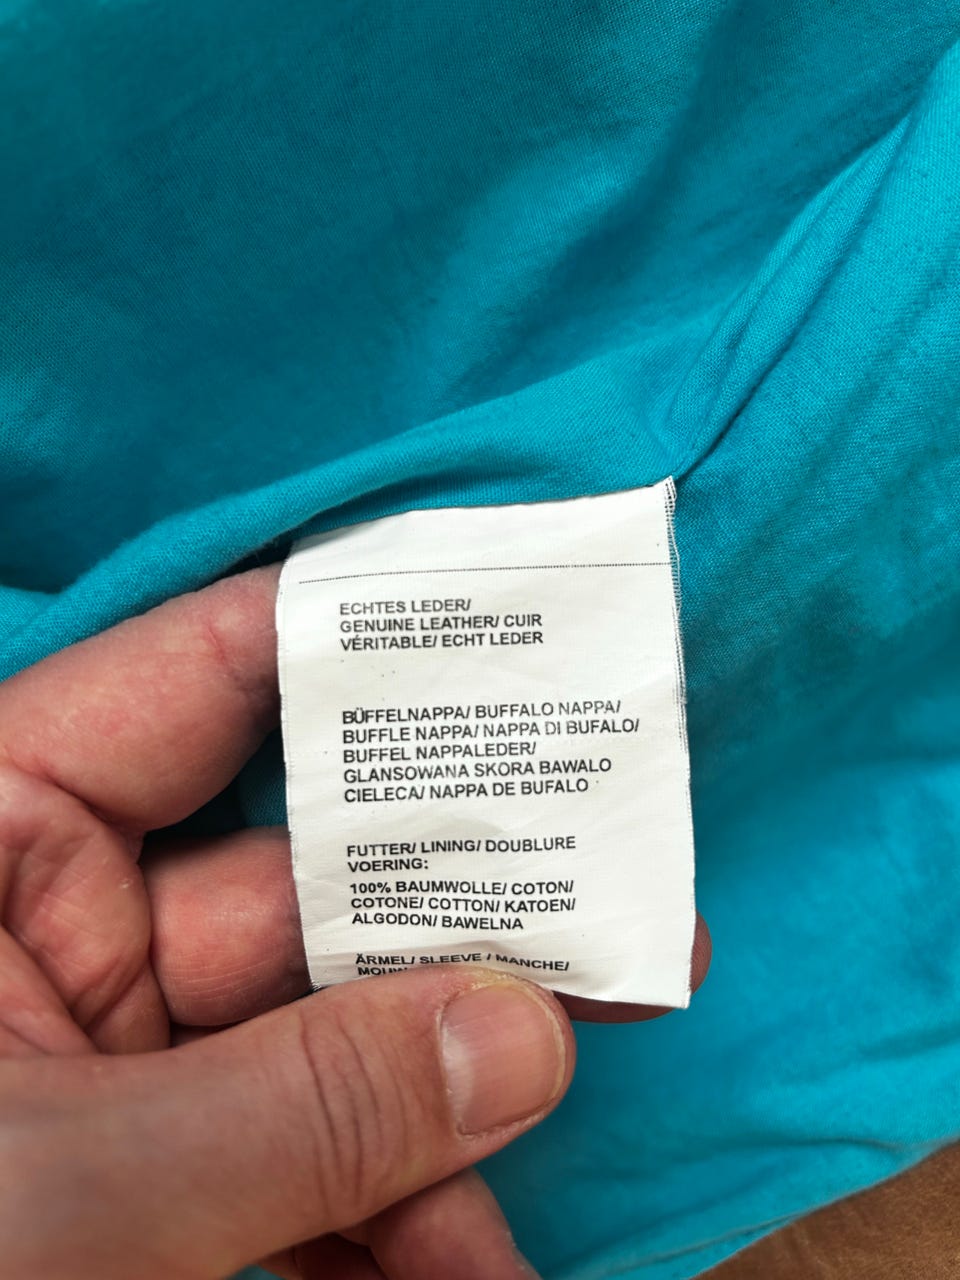 ECHTES LEDER/
GENUINE LEATHER/ CUIR
VÉRITABLE/ ECHT LEDER
BÜFFELNAPPA/ BUFFALO NAPPA/
BUFFLE NAPPA/ NAPPA DI BUFALO/
BUFFEL NAPPALEDER/
GLANSOWANA SKORA BAWALO
CIELECA/ NAPPA DE BUFALO
FUTTER/ LINING/ DOUBLURE
VOERING:
100% BAUMWOLLE/ COTON/
COTONE/ COTTON/ KATOEN/
ALGODON/ BAWELNA
ÄRMEL/ SLEEVE / MANCHE/